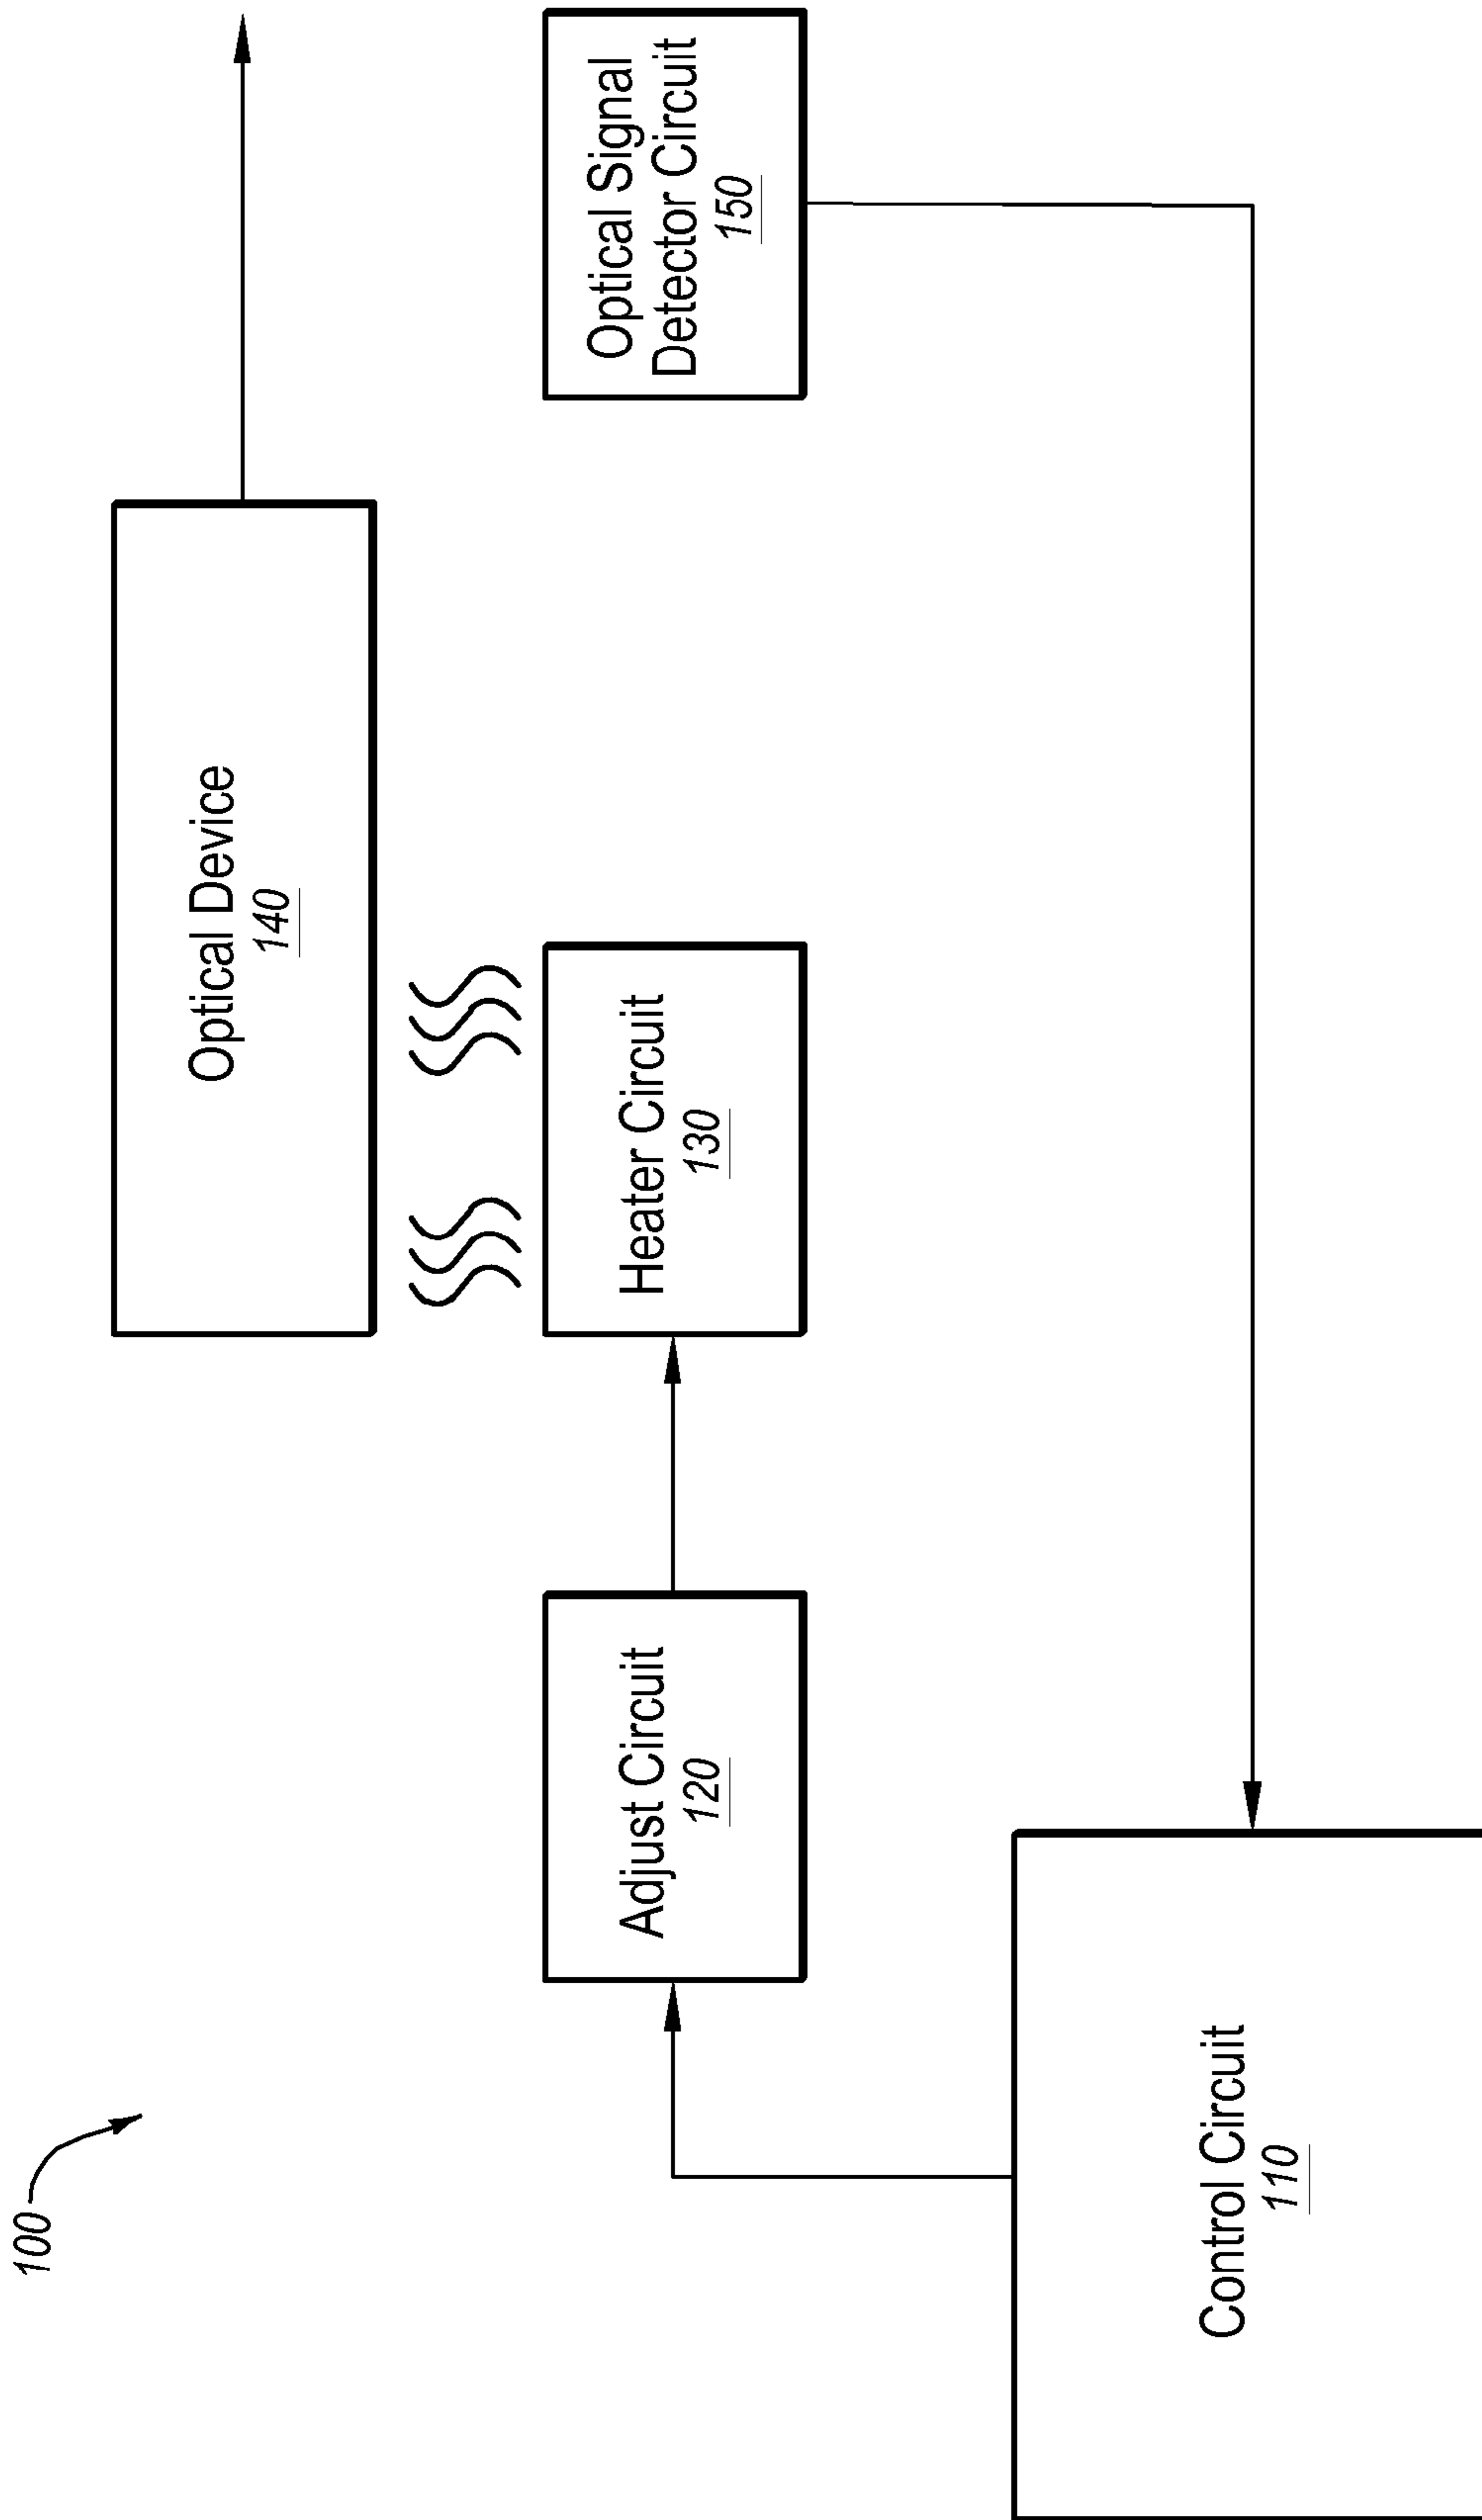 100
Optical Device
140
Optical Signal
Detector Circuit
150
Heater Circuit
130
Adjust Circuit
120
Control Circuit
110